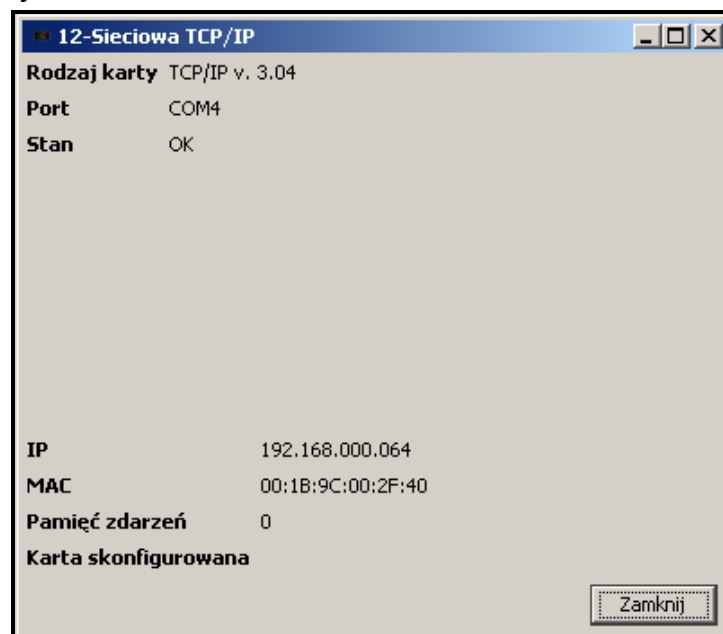 12-Sieciowa TCP/IP
Rodzaj karty TCP/IP v. 3.04
Port COM4
Stan OK
IP 192.168.000.064
MAC 00:1B:9C:00:2F:40
Pamięć zdarzeń 0
Karta skonfigurowana
Zamknij